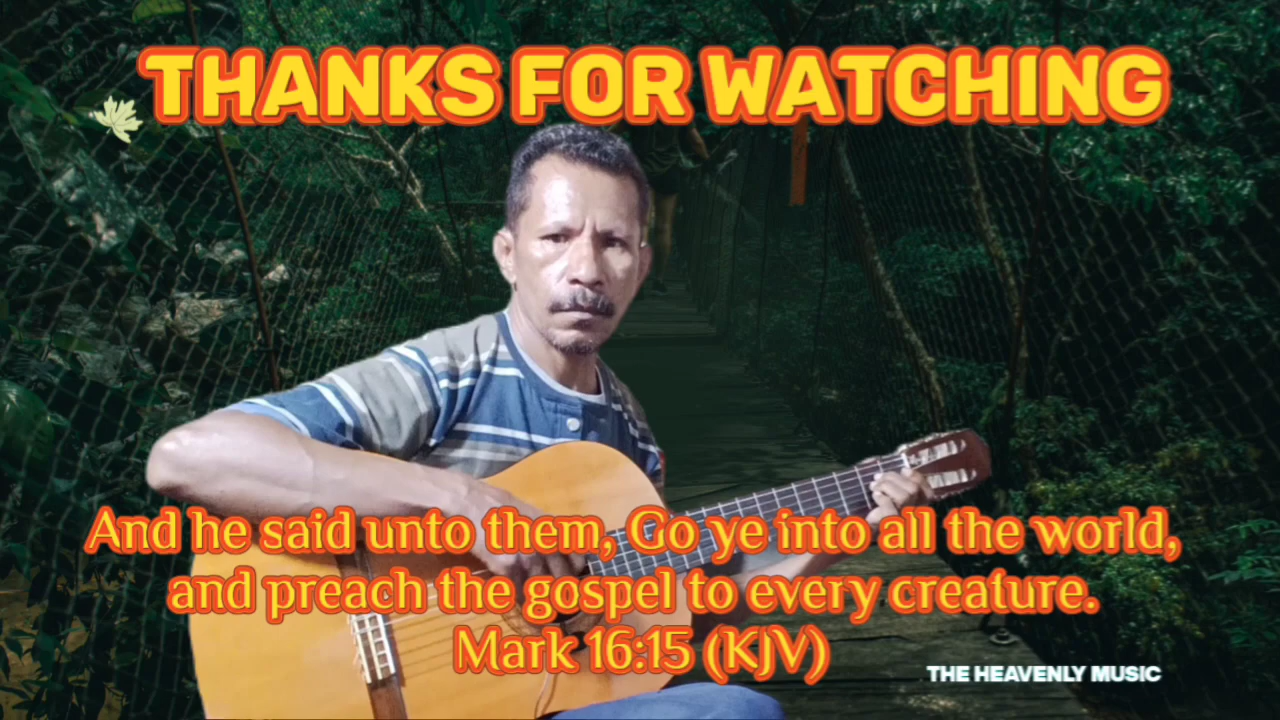 THANKS FOR WATCHING
And he said unto them, Go ye into all the world,
and preach the gospel to every creature.
Mark 16:15 (KJV)
THE HEAVENLY MUSIC